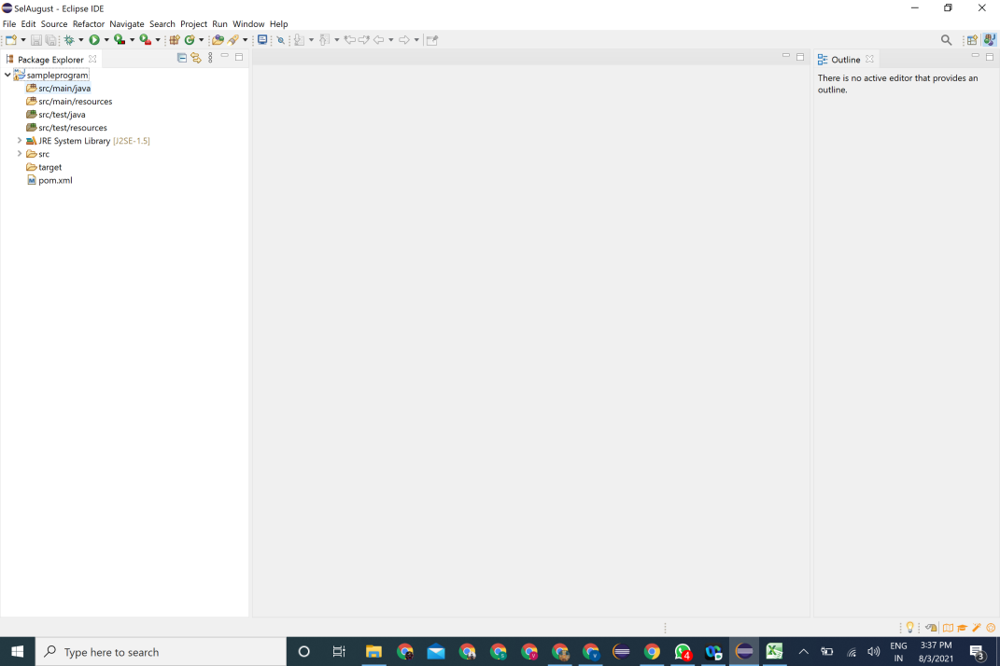 SelAugust - Eclipse IDE
File Edit Source Refactor Navigate Search Project Run Window Help
Package Explorer
sampleprogram
src/main/java
src/main/resources
src/test/java
src/test/resources
JRE System Library [J2SE-1.5]
src
target
pom.xml
Outline
There is no active editor that provides an
outline.
Type here to search
4
ENG
IN
3:37 PM
8/3/2021
3